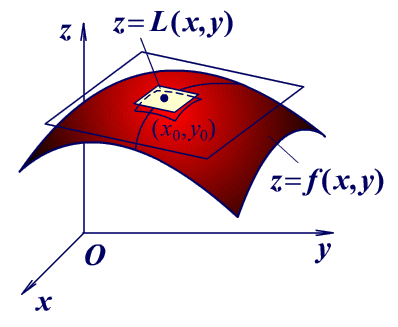 z
z=L(x,y)
(x₀,y₀)
z=f(x,y)
O
y
x